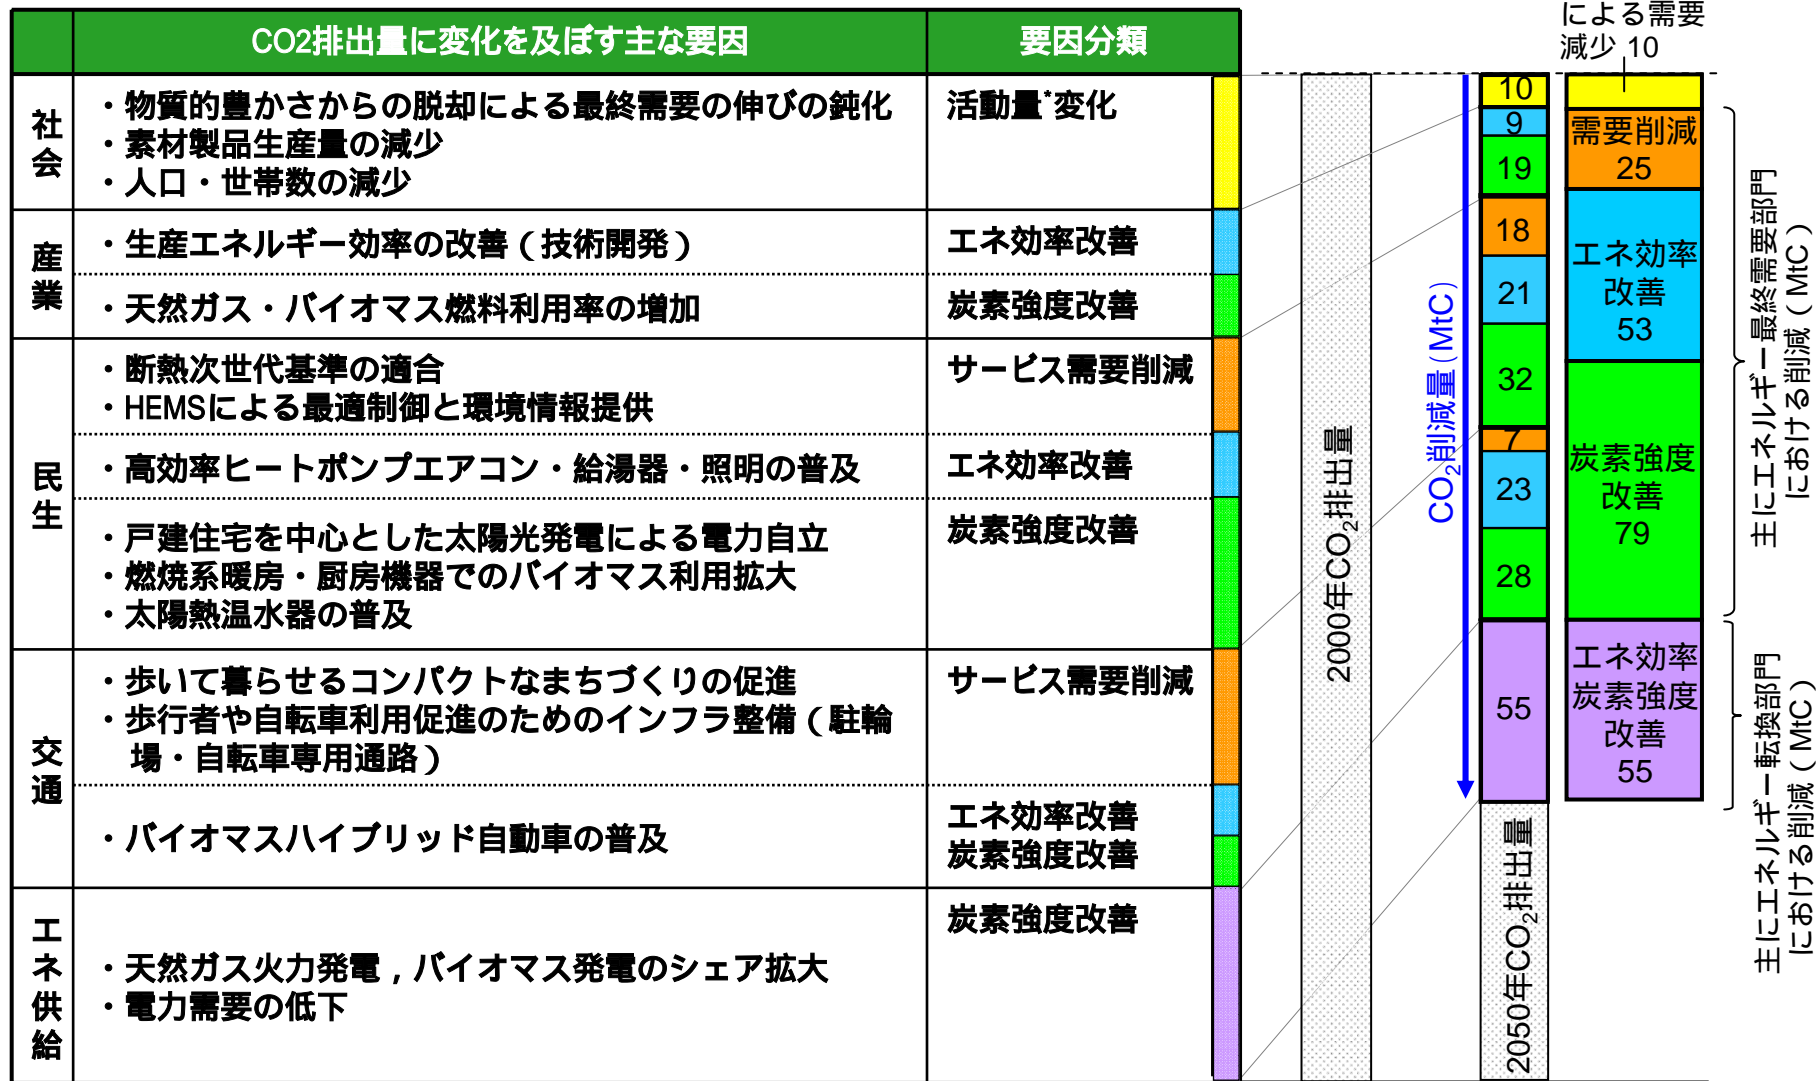 CO2排出量に変化を及ぼす主な要因
要因分類
社会
・物質的豊かさからの脱却による最終需要の伸びの鈍化
・素材製品生産量の減少
・人口・世帯数の減少
活動量*変化
産業
・生産エネルギー効率の改善（技術開発）
エネ効率改善
・天然ガス・バイオマス燃料利用率の増加
炭素強度改善
民生
・断熱次世代基準の適合
・HEMSによる最適制御と環境情報提供
サービス需要削減
・高効率ヒートポンプエアコン・給湯器・照明の普及
エネ効率改善
・戸建住宅を中心とした太陽光発電による電力自立
・燃焼系暖房・厨房機器でのバイオマス利用拡大
・太陽熱温水器の普及
炭素強度改善
交通
・歩いて暮らせるコンパクトなまちづくりの促進
・歩行者や自転車利用促進のためのインフラ整備（駐輪
場・自転車専用通路）
サービス需要削減
・バイオマスハイブリッド自動車の普及
エネ効率改善
炭素強度改善
エネ供給
・天然ガス火力発電，バイオマス発電のシェア拡大
・電力需要の低下
炭素強度改善
2000年CO2排出量
CO2削減量(MtC)
10
9
19
18
21
32
7
23
28
55
2050年CO2排出量
による需要
減少 10
需要削減
25
エネ効率
改善
53
炭素強度
改善
79
エネ効率
炭素強度
改善
55
主にエネルギー最終需要部門
における削減（MtC）
主にエネルギー転換部門
における削減（MtC）